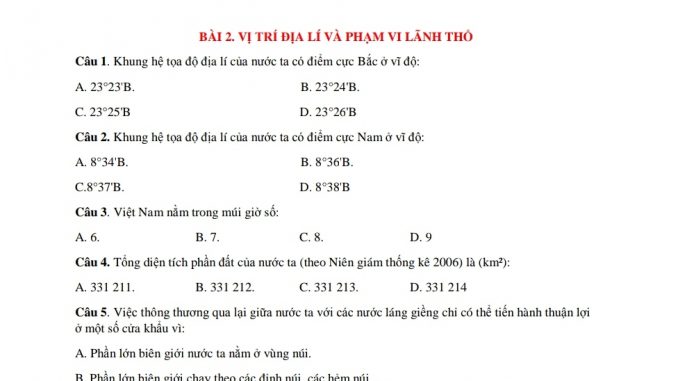 BÀI 2. VỊ TRÍ ĐỊA LÍ VÀ PHẠM VI LÃNH THỔ
Câu 1. Khung hệ tọa độ địa lí của nước ta có điểm cực Bắc ở vĩ độ:
A. 23°23'B. B. 23°24'B.
C. 23°25'B D. 23°26'B
Câu 2. Khung hệ tọa độ địa lí của nước ta có điểm cực Nam ở vĩ độ:
A. 8°34'B. B. 8°36'B.
C.8°37'B. D. 8°38'B
Câu 3. Việt Nam nằm trong múi giờ số:
A. 6. B. 7. C. 8. D. 9
Câu 4. Tổng diện tích phần đất của nước ta (theo Niên giám thống kê 2006) là (km²):
A. 331 211. B. 331 212. C. 331 213. D. 331 214
Câu 5. Việc thông thương qua lại giữa nước ta với các nước láng giềng chỉ có thể tiến hành thuận lợi
ở một số cửa khẩu vì:
A. Phần lớn biên giới nước ta nằm ở vùng núi.
B. Phần lớn biên giới chạy theo các đỉnh núi, các hẻm núi